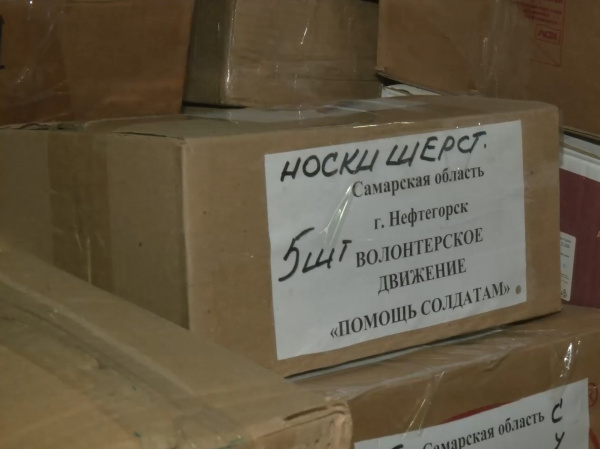 НОСКИ ШЕРСТ.
Самарская область
г. Нефтегорск
5шт
ВОЛОНТЕРСКОЕ
ДВИЖЕНИЕ
«ПОМОЩЬ СОЛДАТАМ»
Самарская область